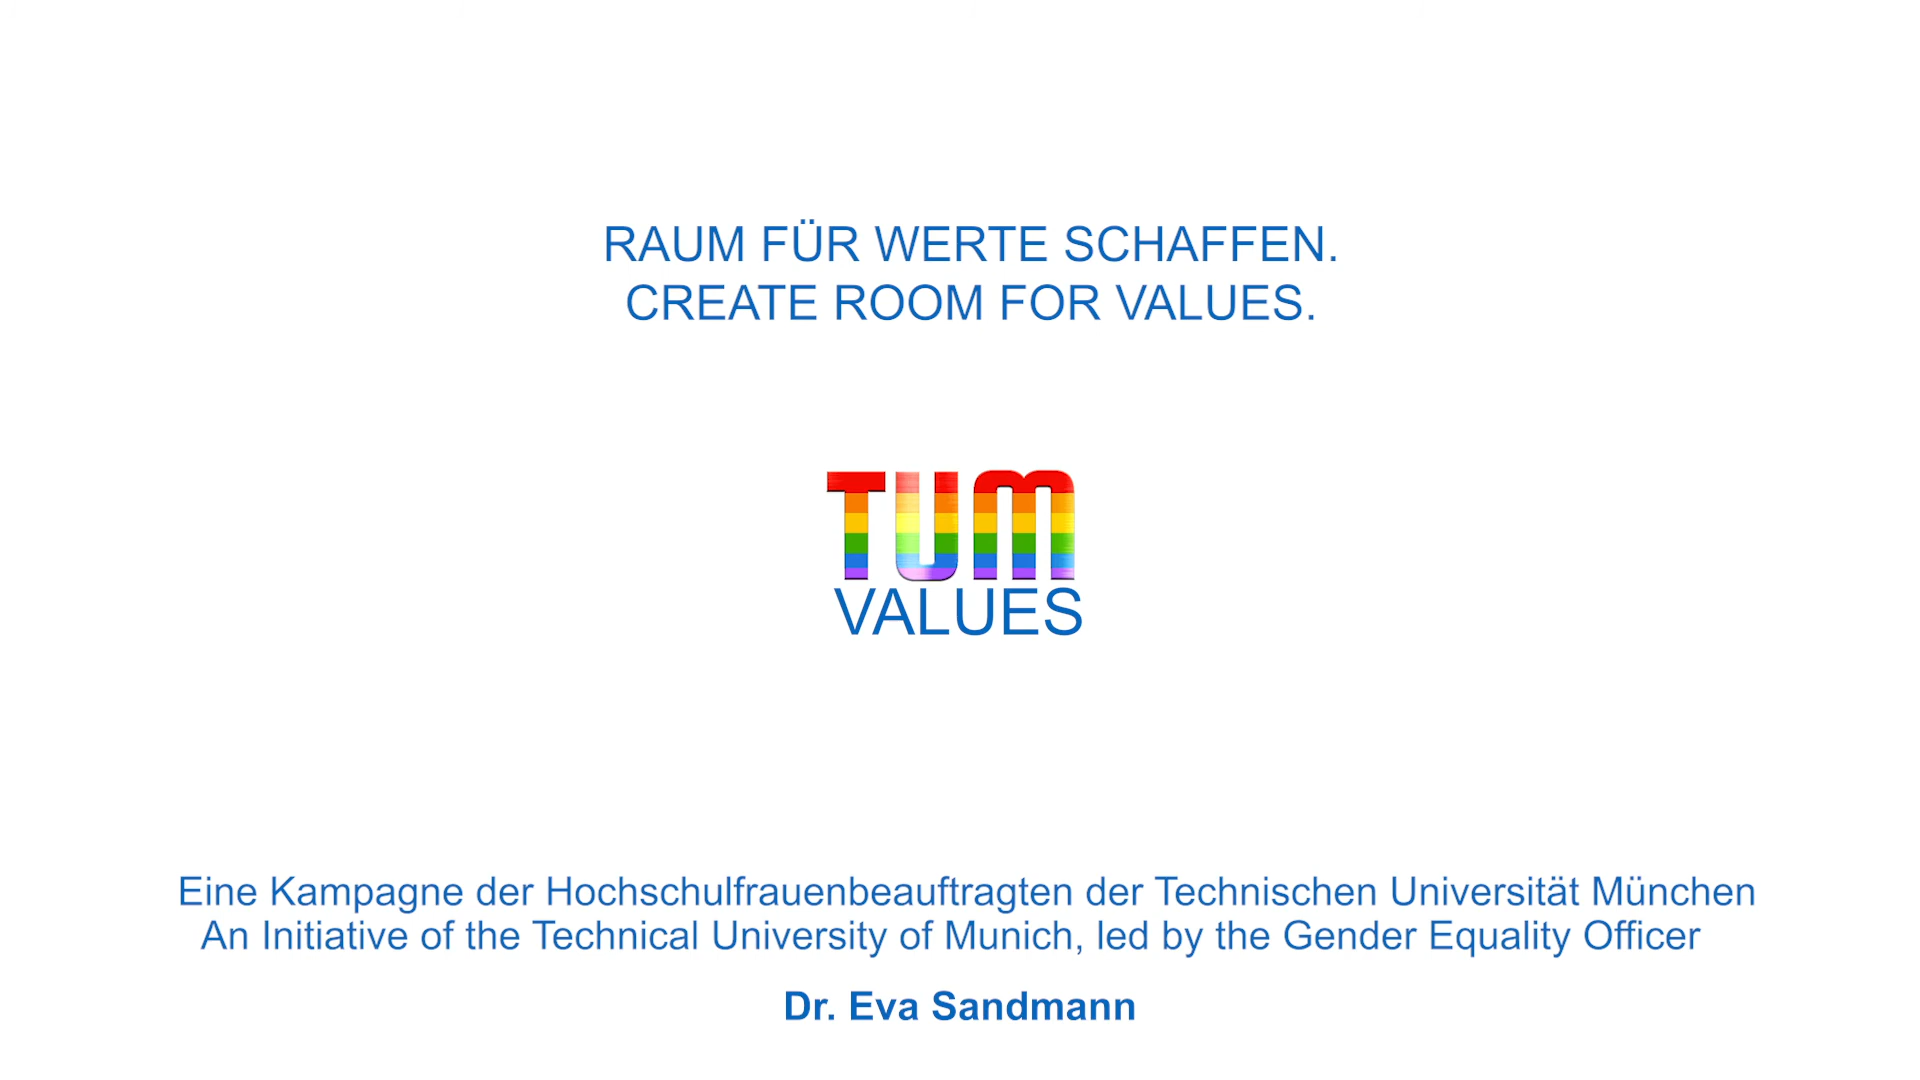 RAUM FÜR WERTE SCHAFFEN.
CREATE ROOM FOR VALUES.
TUM
VALUES
Eine Kampagne der Hochschulfrauenbeauftragten der Technischen Universität München
An Initiative of the Technical University of Munich, led by the Gender Equality Officer
Dr. Eva Sandmann